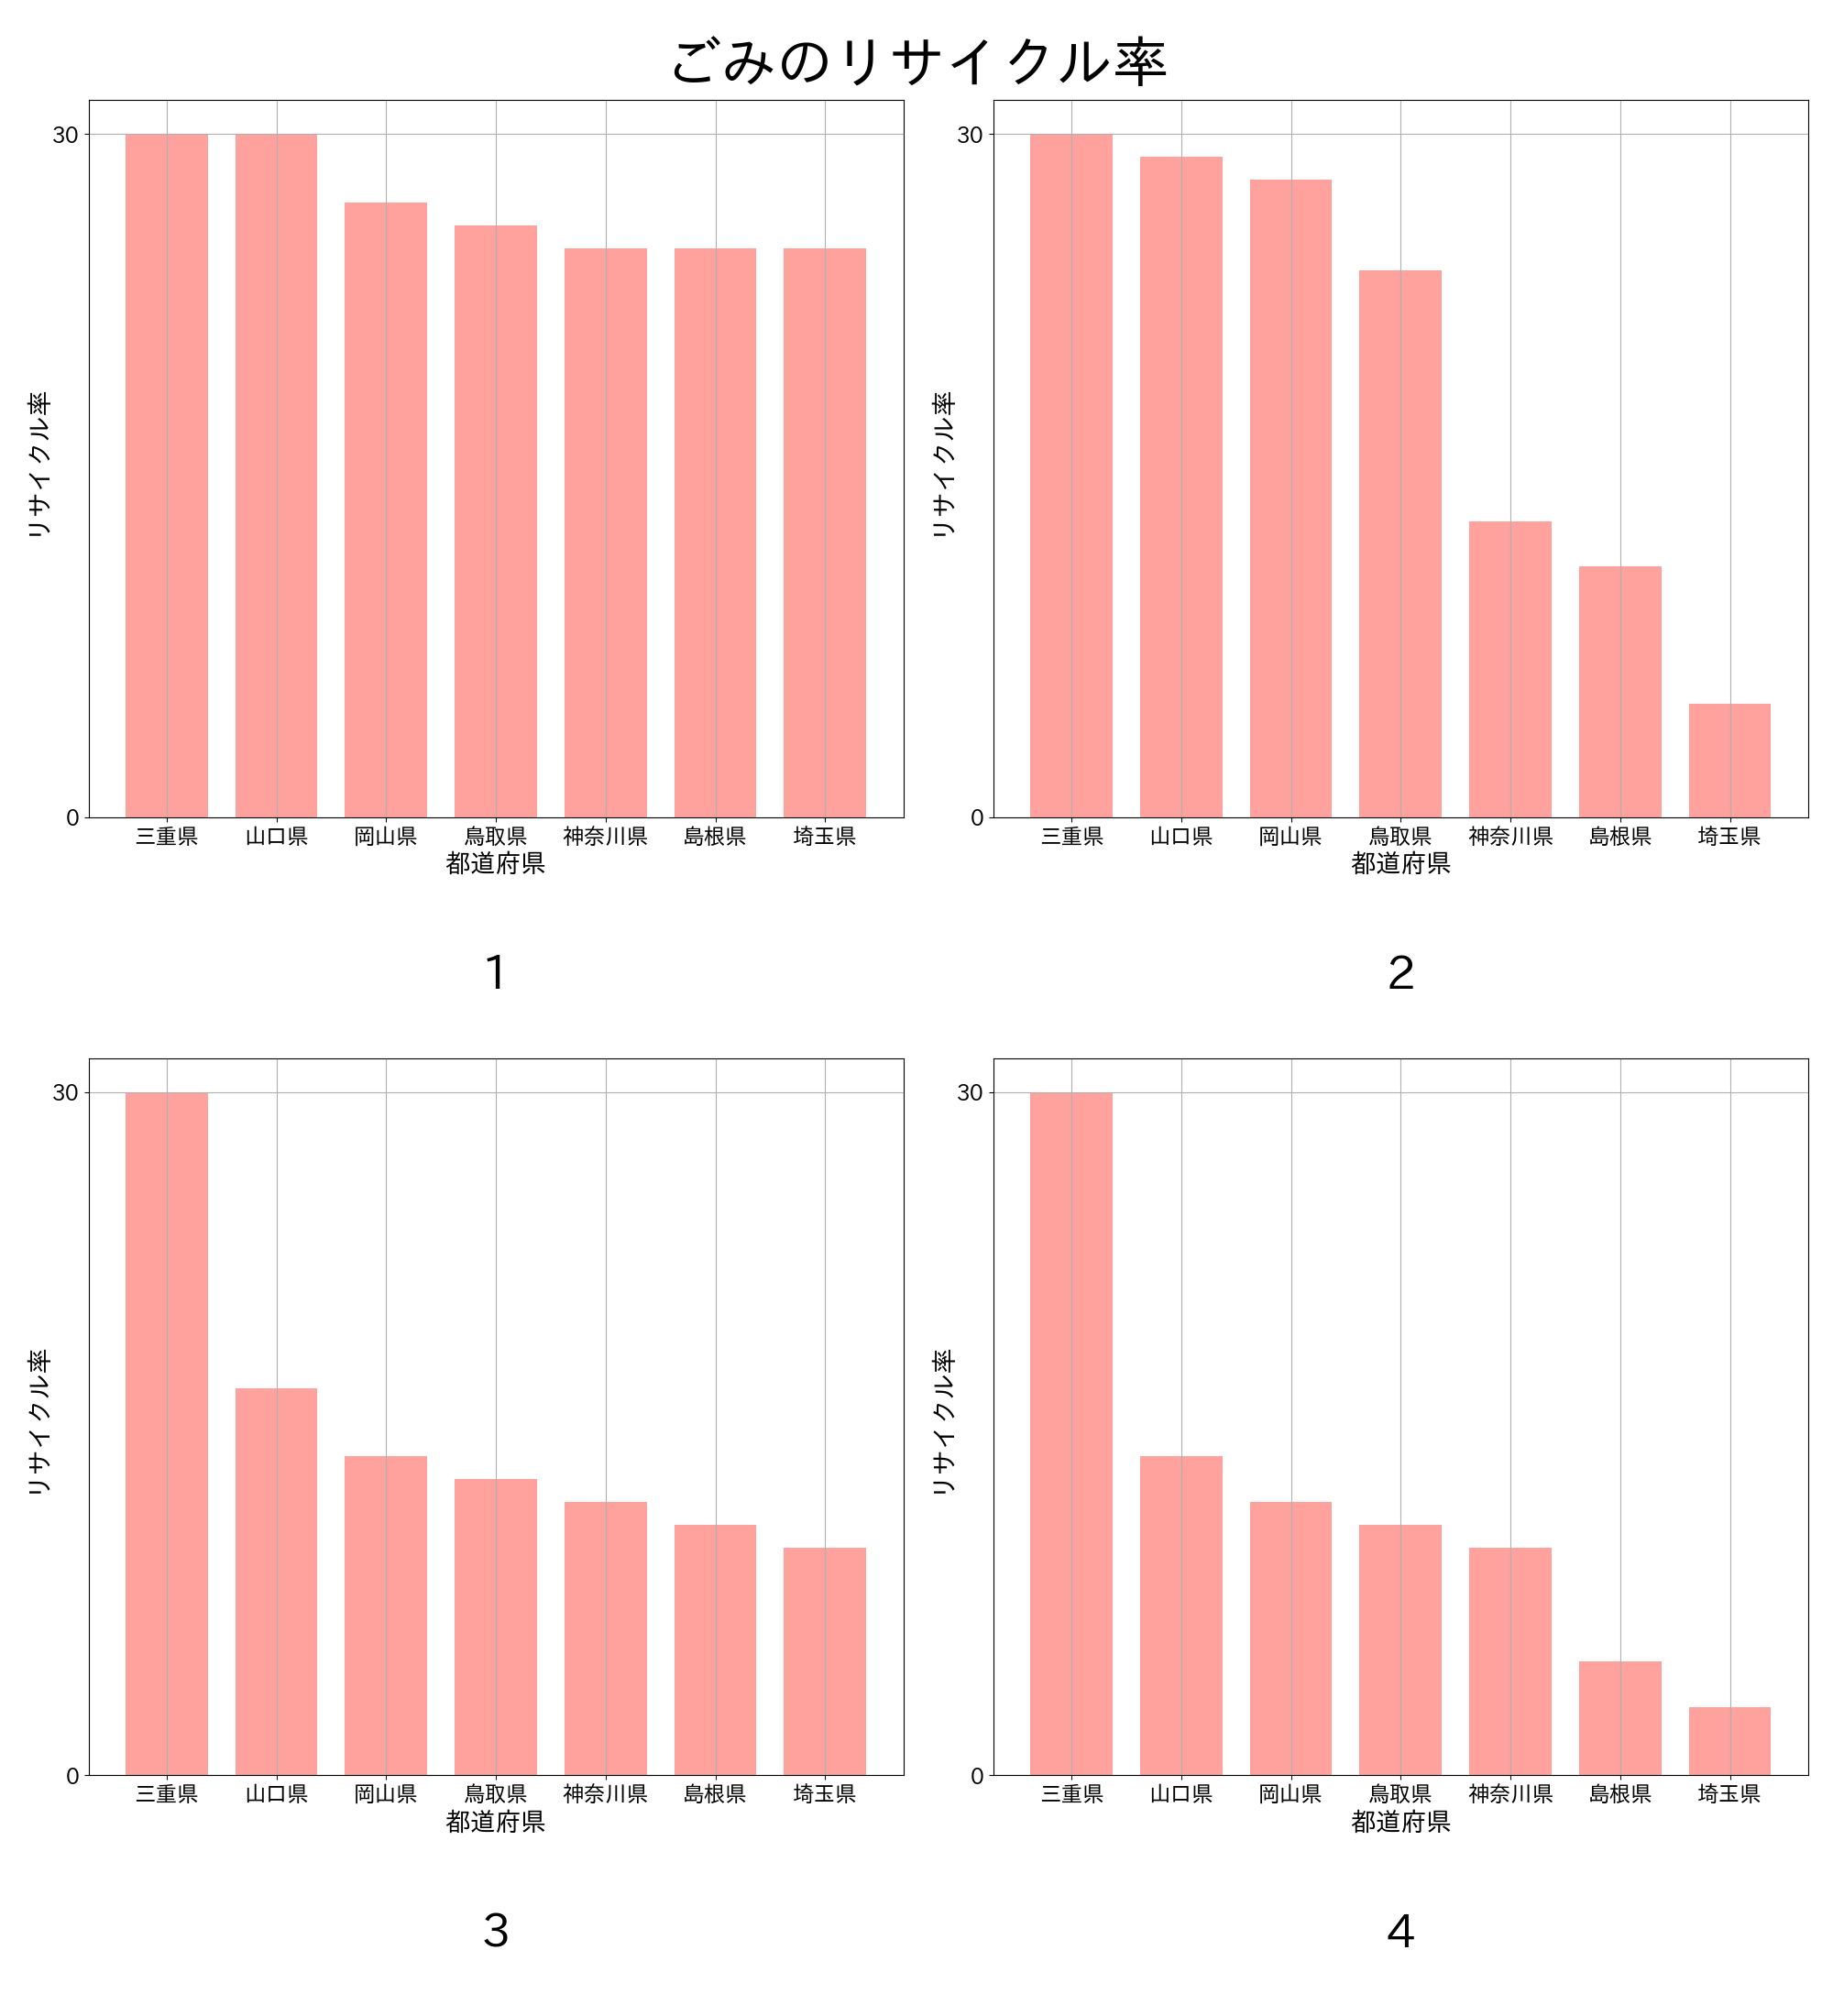 ごみのリサイクル率
30
0
リサイクル率
三重県 山口県 岡山県 鳥取県 神奈川県 島根県 埼玉県
都道府県
1
30
0
リサイクル率
三重県 山口県 岡山県 鳥取県 神奈川県 島根県 埼玉県
都道府県
2
30
0
リサイクル率
三重県 山口県 岡山県 鳥取県 神奈川県 島根県 埼玉県
都道府県
3
30
0
リサイクル率
三重県 山口県 岡山県 鳥取県 神奈川県 島根県 埼玉県
都道府県
4